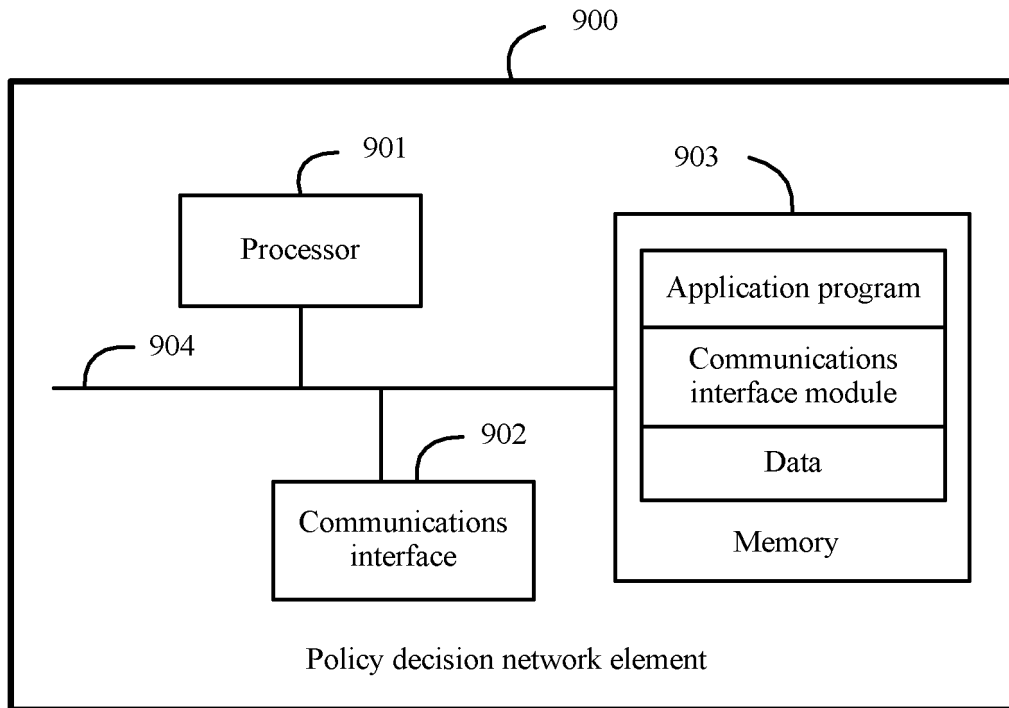 900
901
903
Processor
Application program
904
Communications
interface module
902
Data
Communications
interface
Memory
Policy decision network element